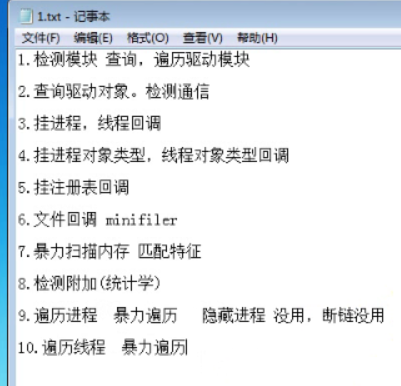 1.txt - 记事本
文件(F) 编辑(E) 格式(O) 查看(V) 帮助(H)
1.检测模块 查询，遍历驱动模块
2.查询驱动对象。检测通信
3.挂进程，线程回调
4.挂进程对象类型，线程对象类型回调
5.挂注册表回调
6.文件回调 minifiler
7.暴力扫描内存 匹配特征
8.检测附加(统计学)
9.遍历进程 暴力遍历 隐藏进程 没用，断链没用
10.遍历线程 暴力遍历